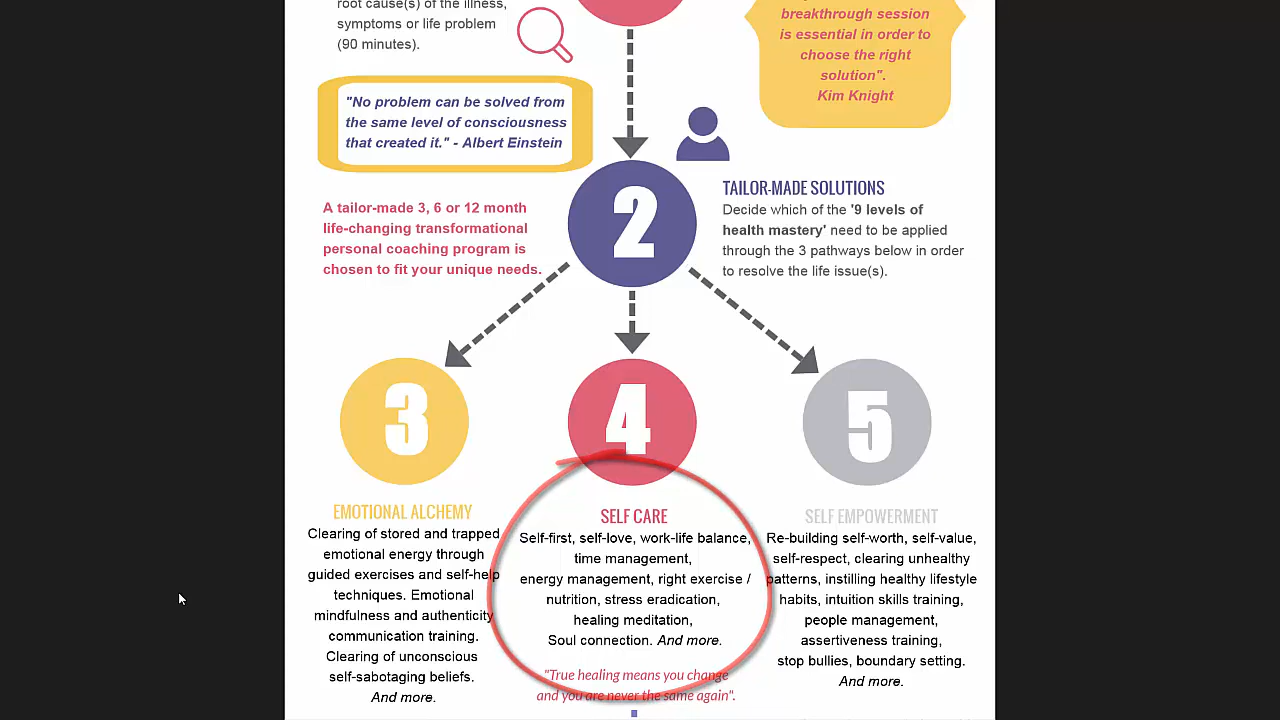 root cause(s) of the illness,
symptoms or life problem
(90 minutes).
breakthrough session
is essential in order to
choose the right
solution".
Kim Knight
"No problem can be solved from
the same level of consciousness
that created it." - Albert Einstein
2
A tailor-made 3, 6 or 12 month
life-changing transformational
personal coaching program is
chosen to fit your unique needs.
TAILOR-MADE SOLUTIONS
Decide which of the '9 levels of
health mastery' need to be applied
through the 3 pathways below in order
to resolve the life issue(s).
3
EMOTIONAL ALCHEMY
Clearing of stored and trapped
emotional energy through
guided exercises and self-help
techniques. Emotional
mindfulness and authenticity
communication training.
Clearing of unconscious
self-sabotaging beliefs.
And more.
4
SELF CARE
Self-first, self-love, work-life balance,
time management,
energy management, right exercise /
nutrition, stress eradication,
healing meditation,
Soul connection. And more.
"True healing means you change
and you are never the same again".
5
SELF EMPOWERMENT
Re-building self-worth, self-value,
self-respect, clearing unhealthy
patterns, instilling healthy lifestyle
habits, intuition skills training,
people management,
assertiveness training,
stop bullies, boundary setting.
And more.